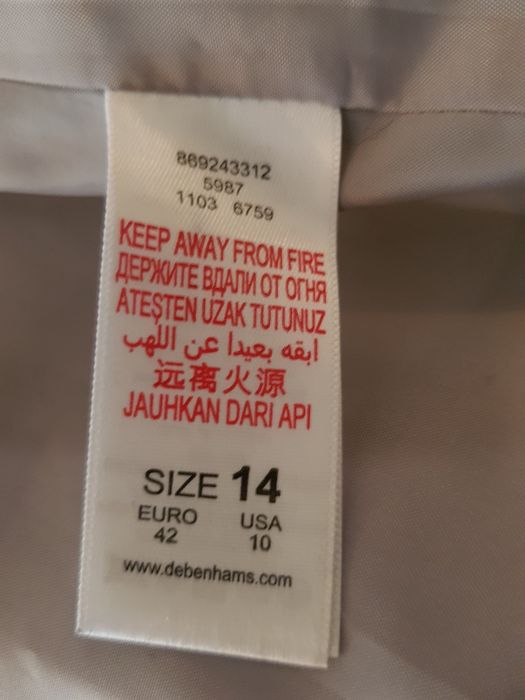 869243312
5987
1103 6759
KEEP AWAY FROM FIRE
ДЕРЖИТЕ ВДАЛИ ОТ ОГНЯ
ATEŞTEN UZAK TUTUNUZ
ابقه بعيدا عن اللهب
远离火源
JAUHKAN DARI API
SIZE 14
EURO USA
42 10
www.debenhams.com